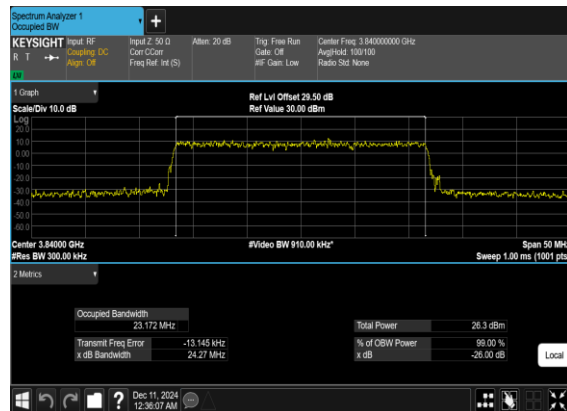 Spectrum Analyzer 1
Occupied BW
+
KEYSIGHT
R T
LXI
Input: RF
Coupling: DC
Align: Off
Input Z: 50 Ω
Corr CCorr
Freq Ref: Int (S)
Atten: 20 dB
Trig: Free Run
Gate: Off
#IF Gain: Low
Center Freq: 3.840000000 GHz
Avg|Hold: 100/100
Radio Std: None
1 Graph
Scale/Div 10.0 dB
Ref Lvl Offset 29.50 dB
Ref Value 30.00 dBm
Log
20.0
10.0
0.00
-10.0
-20.0
-30.0
-40.0
-50.0
-60.0
Center 3.84000 GHz
#Res BW 300.00 kHz
#Video BW 910.00 kHz*
Span 50 MHz
Sweep 1.00 ms (1001 pts
2 Metrics
Occupied Bandwidth
23.172 MHz
Total Power 26.3 dBm
Transmit Freq Error -13.145 kHz
% of OBW Power 99.00 %
x dB Bandwidth 24.27 MHz
x dB -26.00 dB
Local
?
Dec 11, 2024
12:36:07 AM